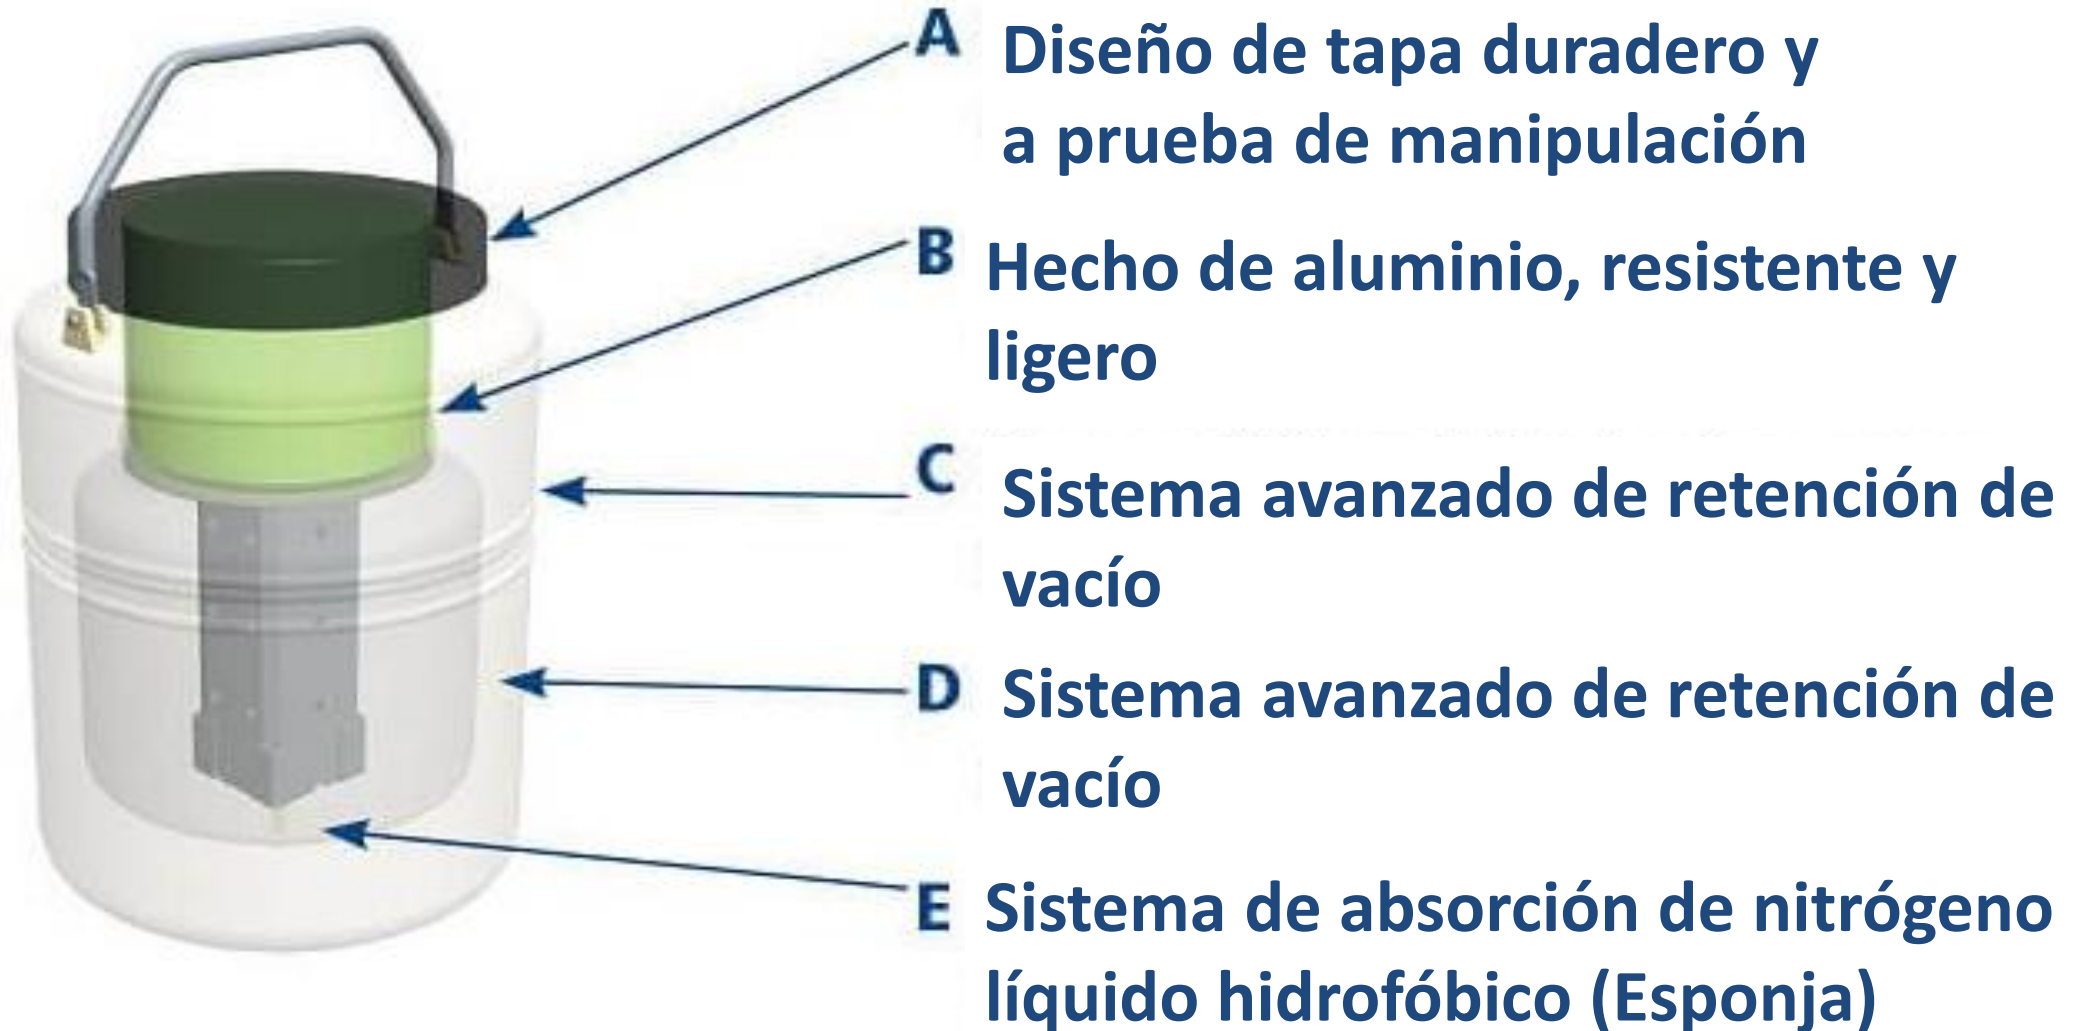 A Diseño de tapa duradero y
a prueba de manipulación
B Hecho de aluminio, resistente y
ligero
C Sistema avanzado de retención de
vacío
D Sistema avanzado de retención de
vacío
E Sistema de absorción de nitrógeno
líquido hidrofóbico (Esponja)